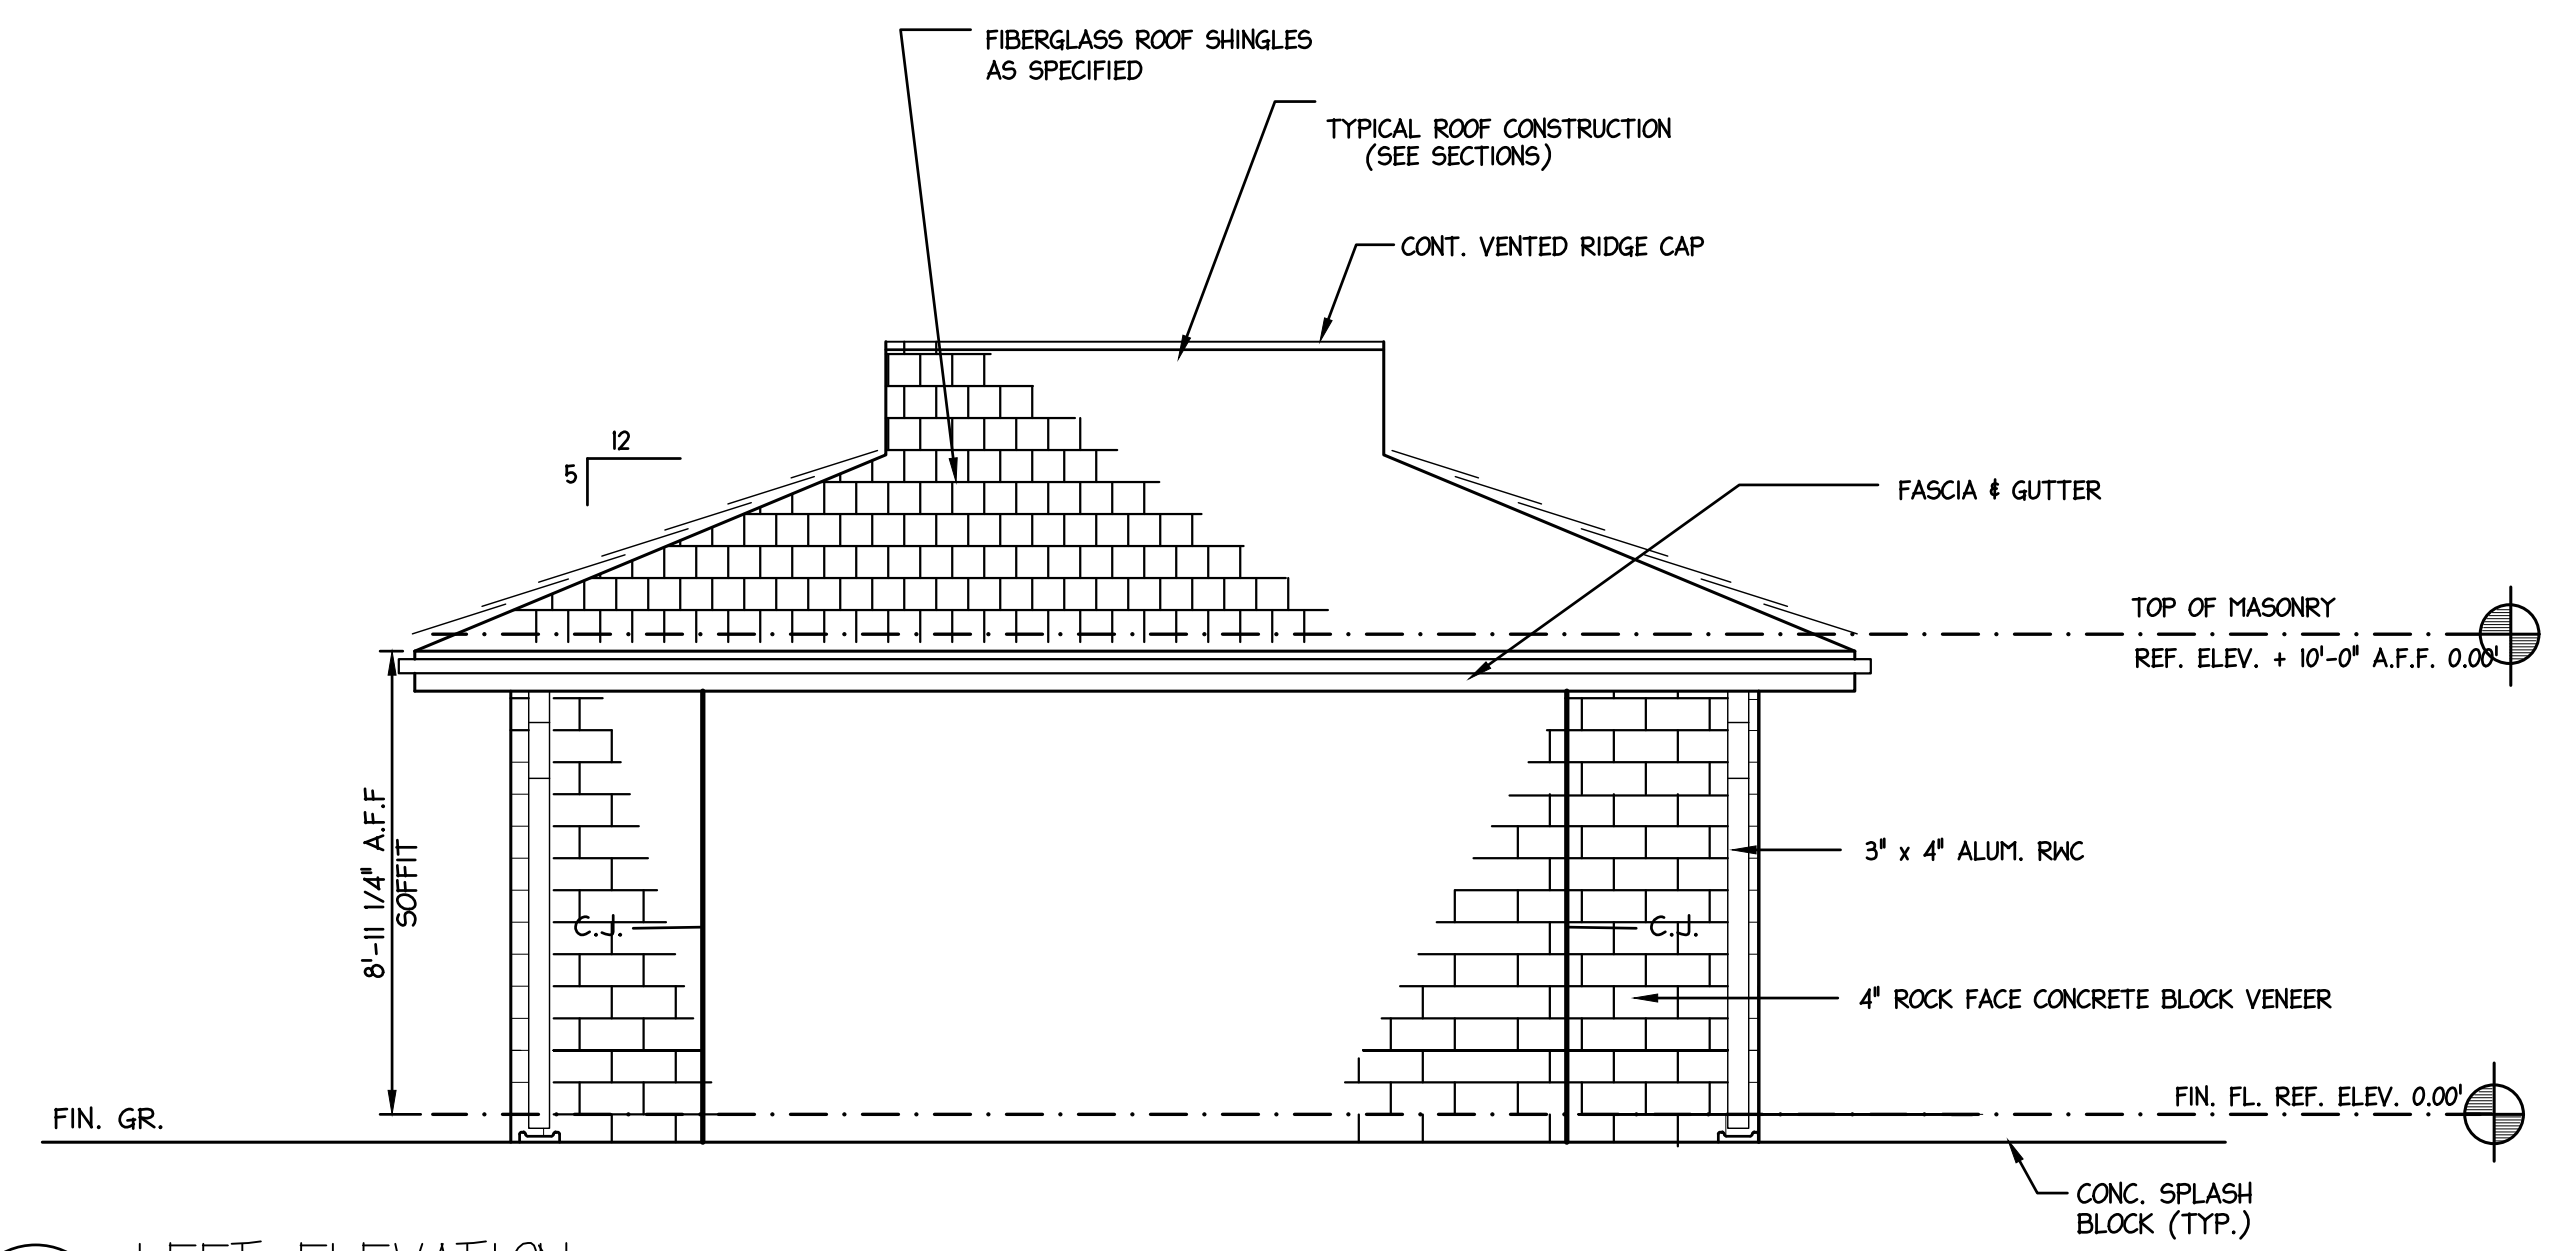 FIBERGLASS ROOF SHINGLES
AS SPECIFIED
TYPICAL ROOF CONSTRUCTION
(SEE SECTIONS)
CONT. VENTED RIDGE CAP
12
5
FASCIA & GUTTER
TOP OF MASONRY
REF. ELEV. + 10'-0" A.F.F. 0.00'
8'-11 1/4" A.F.F
SOFFIT
3" x 4" ALUM. RWC
C.J.
C.J.
4" ROCK FACE CONCRETE BLOCK VENEER
FIN. GR.
FIN. FL. REF. ELEV. 0.00'
CONC. SPLASH
BLOCK (TYP.)
LEFT ELEVATION